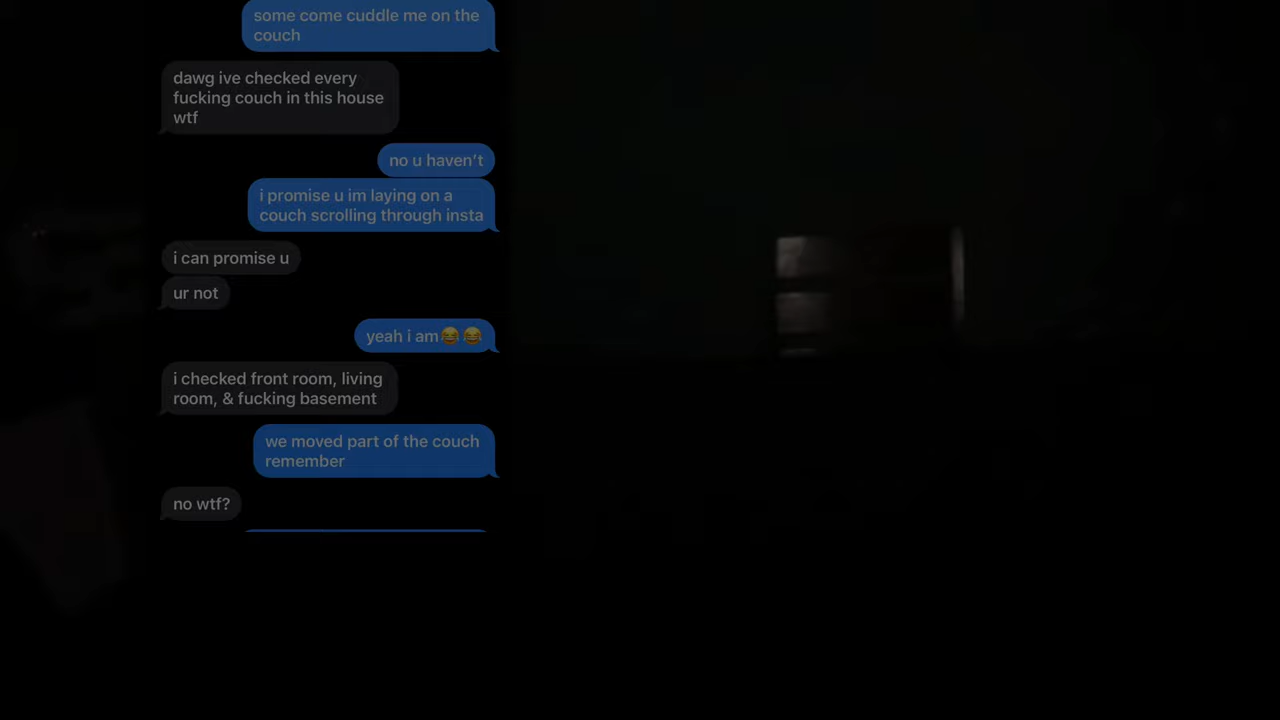 some come cuddle me on the
couch
dawg ive checked every
fucking couch in this house
wtf
no u haven’t
i promise u im laying on a
couch scrolling through insta
i can promise u
ur not
yeah i am😂😂
i checked front room, living
room, & fucking basement
we moved part of the couch
remember
no wtf?